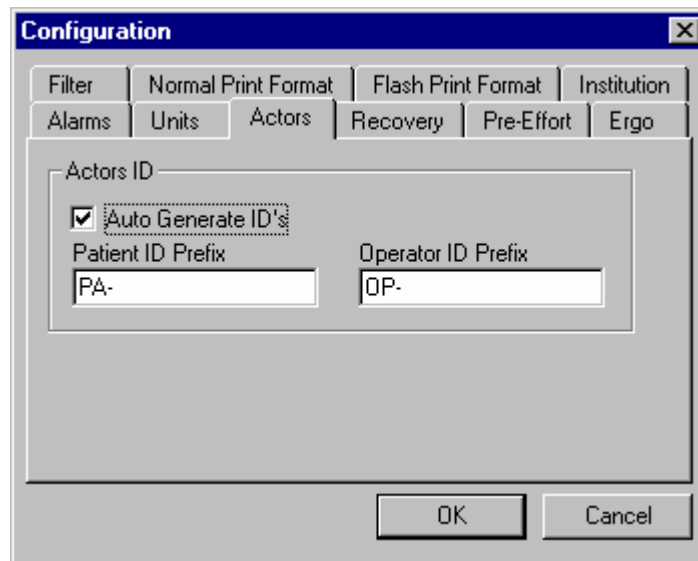 Configuration
Filter Normal Print Format Flash Print Format Institution
Alarms Units Actors Recovery Pre-Effort Ergo
Actors ID
Auto Generate ID's
Patient ID Prefix Operator ID Prefix
PA- OP-
OK Cancel